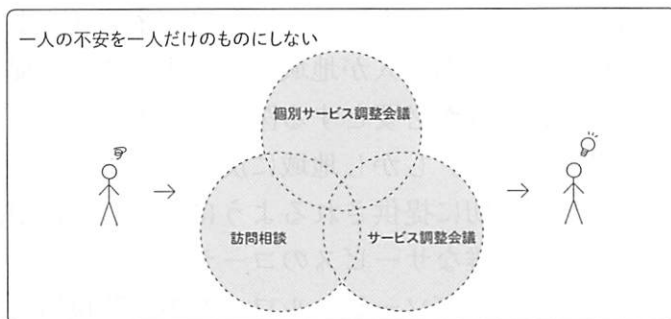 一人の不安を一人だけのものにしない
個別サービス調整会議
訪問相談
サービス調整会議